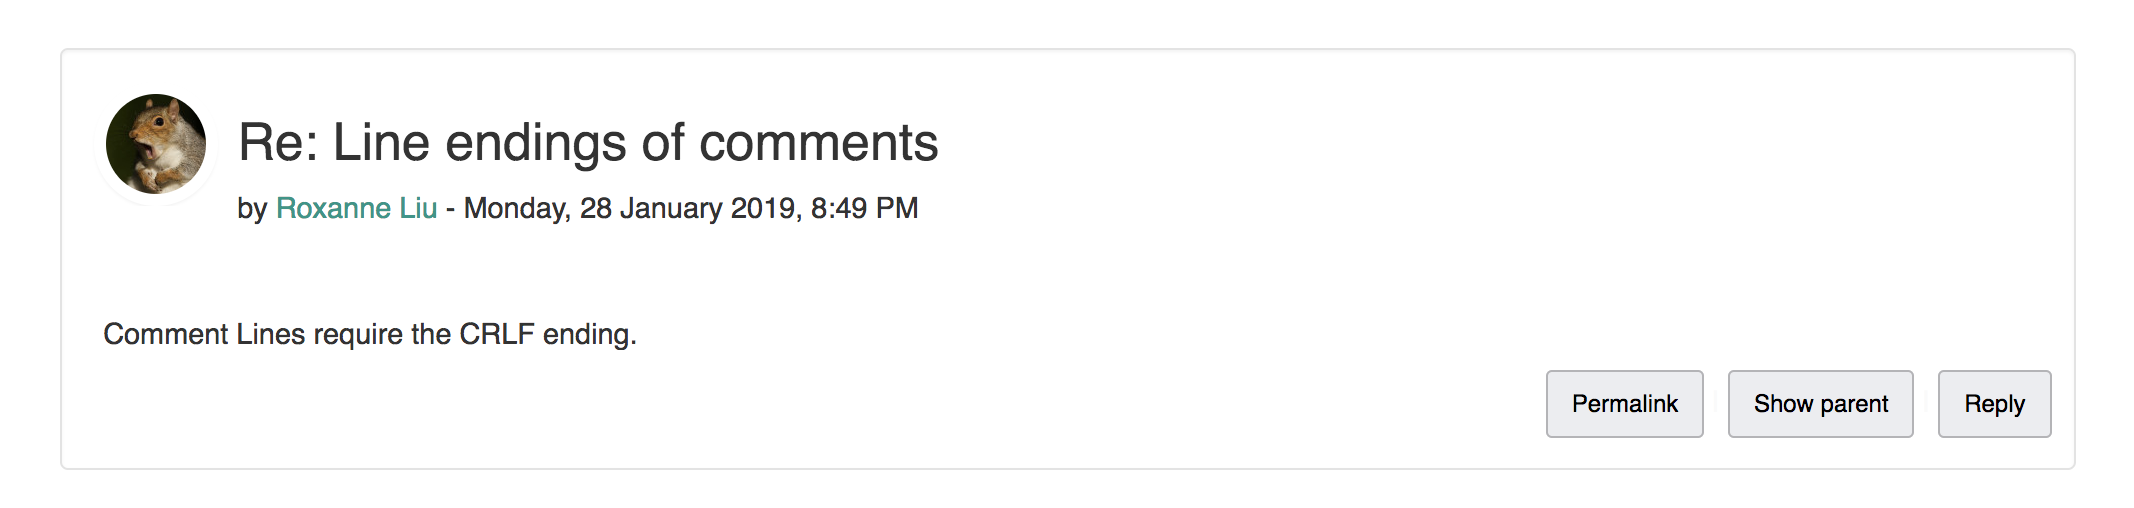 Re: Line endings of comments
by Roxanne Liu - Monday, 28 January 2019, 8:49 PM
Comment Lines require the CRLF ending.
Permalink Show parent Reply